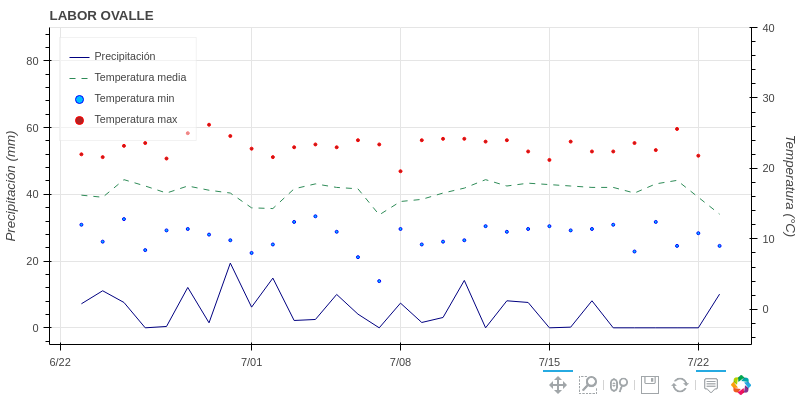 LABOR OVALLE
Precipitación
Temperatura media
Temperatura min
Temperatura max
Precipitación (mm)
80
60
40
20
0
40
30
20
10
0
Temperatura (°C)
6/22
7/01
7/08
7/15
7/22